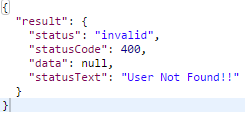 {
  "result": {
    "status": "invalid",
    "statusCode": 400,
    "data": null,
    "statusText": "User Not Found!!"
  }
}